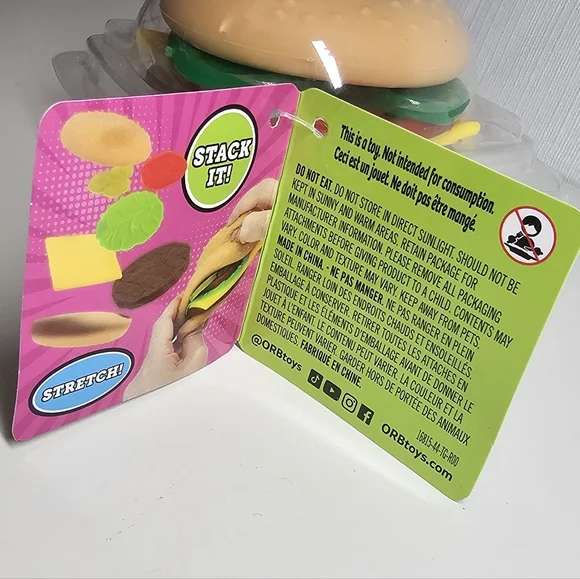 STACK
IT!
STRETCH!
This is a toy. Not intended for consumption.
Ceci est un jouet. Ne doit pas être mangé.
DO NOT EAT. DO NOT STORE IN DIRECT SUNLIGHT. SHOULD NOT BE
KEPT IN SUNNY AND WARM AREAS. RETAIN PACKAGE FOR
MANUFACTURER INFORMATION. PLEASE REMOVE ALL PACKAGING
ATTACHMENTS BEFORE GIVING PRODUCT TO A CHILD. CONTENTS MAY
VARY. COLOR AND TEXTURE MAY VARY. KEEP AWAY FROM PETS.
MADE IN CHINA. • NE PAS MANGER. NE PAS RANGER EN PLEIN
SOLEIL. RANGER LOIN DES ENDROITS CHAUDS ET ENSOLEILLÉS.
EMBALLAGE À CONSERVER. RETIRER TOUTES LES ATTACHES EN
PLASTIQUE ET LES ÉLÉMENTS D'EMBALLAGE AVANT DE DONNER LE
JOUET À L'ENFANT. LE CONTENU PEUT VARIER. LA COULEUR ET LA
TEXTURE PEUVENT VARIER. GARDER HORS DE PORTÉE DES ANIMAUX
DOMESTIQUES. FABRIQUÉ EN CHINE.
@ORBtoys
ORBtoys.com
16815-44-TG-R00